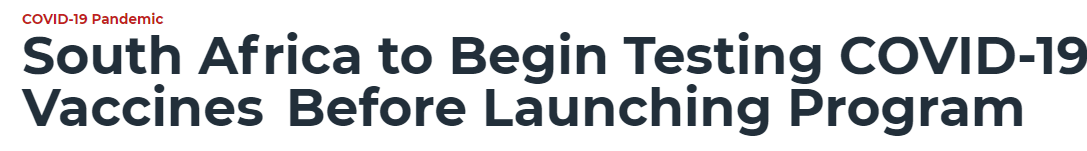 COVID-19 Pandemic
South Africa to Begin Testing COVID-19
Vaccines Before Launching Program